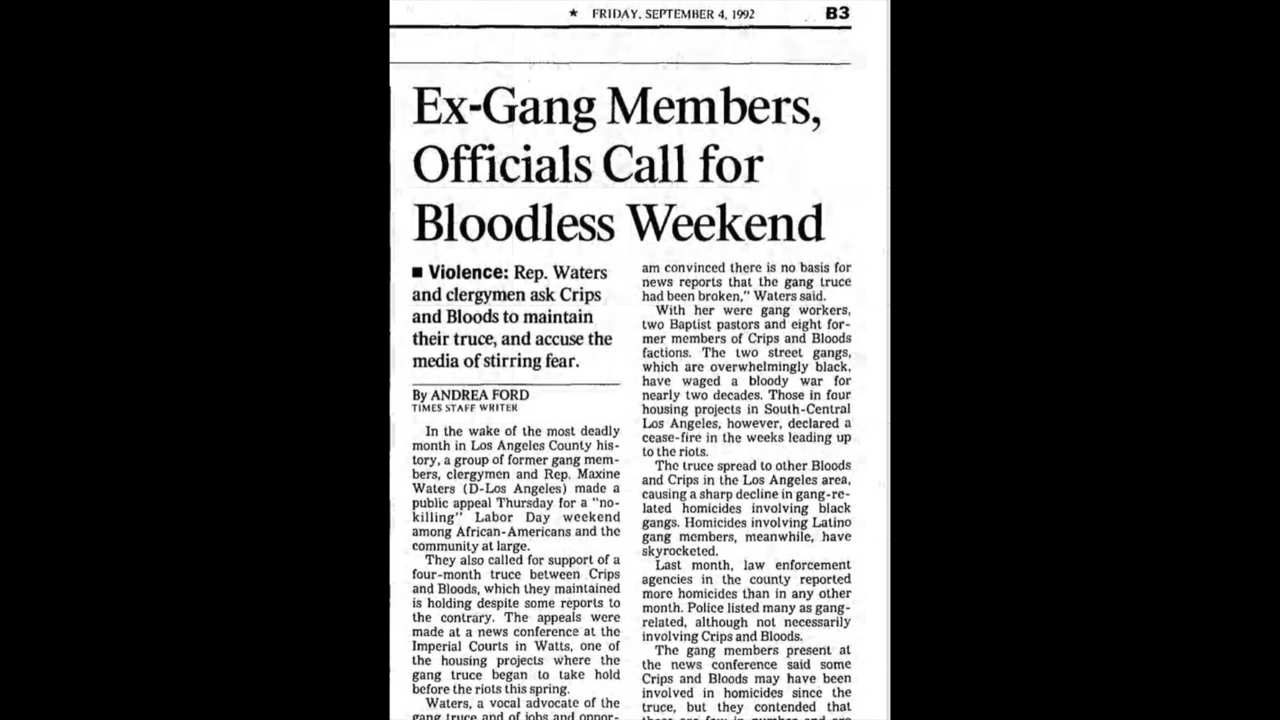 ★ FRIDAY, SEPTEMBER 4, 1992 B3
Ex-Gang Members,
Officials Call for
Bloodless Weekend
■ Violence: Rep. Waters
and clergymen ask Crips
and Bloods to maintain
their truce, and accuse the
media of stirring fear.
By ANDREA FORD
TIMES STAFF WRITER
In the wake of the most deadly
month in Los Angeles County his-
tory, a group of former gang mem-
bers, clergymen and Rep. Maxine
Waters (D-Los Angeles) made a
public appeal Thursday for a "no-
killing" Labor Day weekend
among African-Americans and the
community at large.
They also called for support of a
four-month truce between Crips
and Bloods, which they maintained
is holding despite some reports to
the contrary. The appeals were
made at a news conference at the
Imperial Courts in Watts, one of
the housing projects where the
gang truce began to take hold
before the riots this spring.
Waters, a vocal advocate of the
gang truce and of jobs and oppor-
am convinced there is no basis for
news reports that the gang truce
had been broken," Waters said.
With her were gang workers,
two Baptist pastors and eight for-
mer members of Crips and Bloods
factions. The two street gangs,
which are overwhelmingly black,
have waged a bloody war for
nearly two decades. Those in four
housing projects in South-Central
Los Angeles, however, declared a
cease-fire in the weeks leading up
to the riots.
The truce spread to other Bloods
and Crips in the Los Angeles area,
causing a sharp decline in gang-re-
lated homicides involving black
gangs. Homicides involving Latino
gang members, meanwhile, have
skyrocketed.
Last month, law enforcement
agencies in the county reported
more homicides than in any other
month. Police listed many as gang-
related, although not necessarily
involving Crips and Bloods.
The gang members present at
the news conference said some
Crips and Bloods may have been
involved in homicides since the
truce, but they contended that